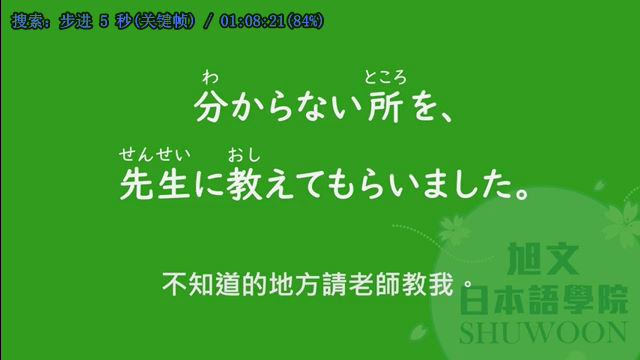 搜索: 步进 5 秒(关键帧) / 01:08:21(84%)
わ ところ
分からない所を、
せんせい おし
先生に教えてもらいました。
不知道的地方請老師教我。
旭文
日本語學院
SHUWOON